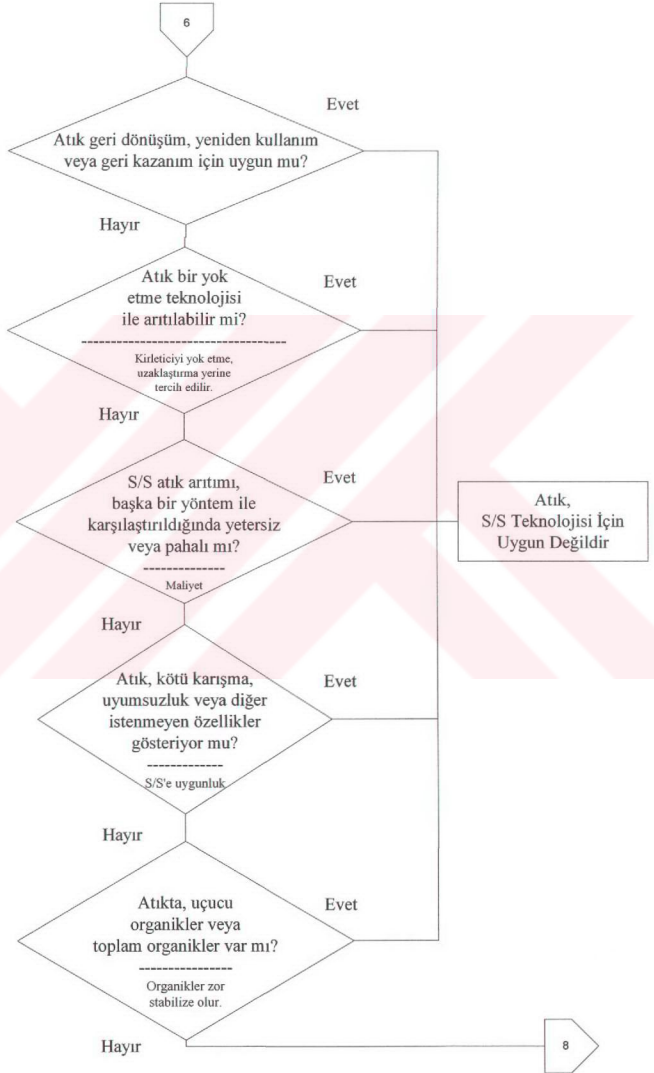 6
Evet
Atık geri dönüşüm, yeniden kullanım
veya geri kazanım için uygun mu?
Hayır
Atık bir yok
etme teknolojisi
ile arıtılabilir mi?
Evet
-----------------------------------
Kirleticiyi yok etme,
uzaklaştırma yerine
tercih edilir.
Hayır
S/S atık arıtımı,
başka bir yöntem ile
karşılaştırıldığında yetersiz
veya pahalı mı?
Evet
--------------
Maliyet
Atık,
S/S Teknolojisi İçin
Uygun Değildir
Hayır
Atık, kötü karışma,
uyumsuzluk veya diğer
istenmeyen özellikler
gösteriyor mu?
Evet
-------------
S/S'e uygunluk
Hayır
Atıkta, uçucu
organikler veya
toplam organikler var mı?
Evet
----------------
Organikler zor
stabilize olur.
Hayır
8